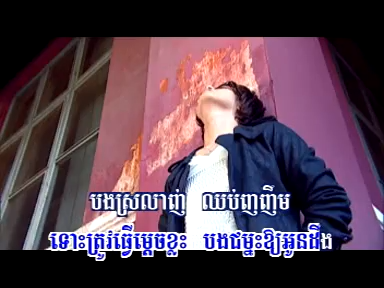 បងស្រលាញ់ ឈប់ញញឹម
ទោះត្រូវធ្វើម្ដេចខ្លះ បងជម្នះឱ្យអូនដឹង